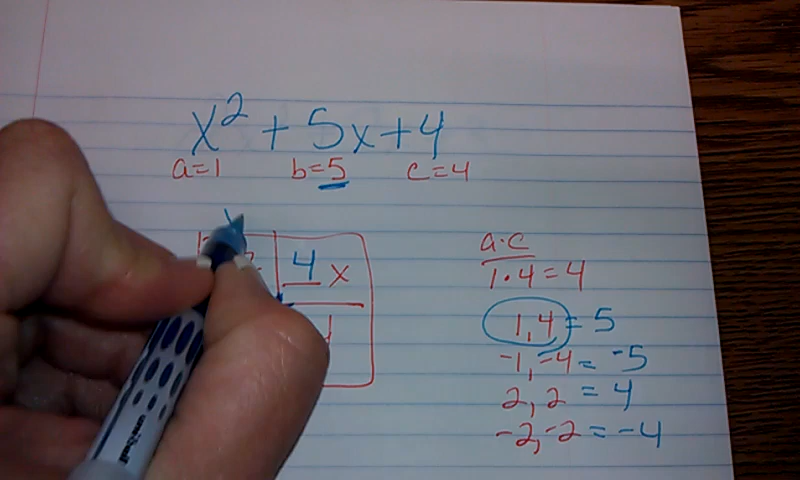 x² + 5x + 4
a=1 b=5 c=4
a·c
1·4=4
4x
1,4 = 5
-1,-4 = -5
2,2 = 4
-2,-2 = -4